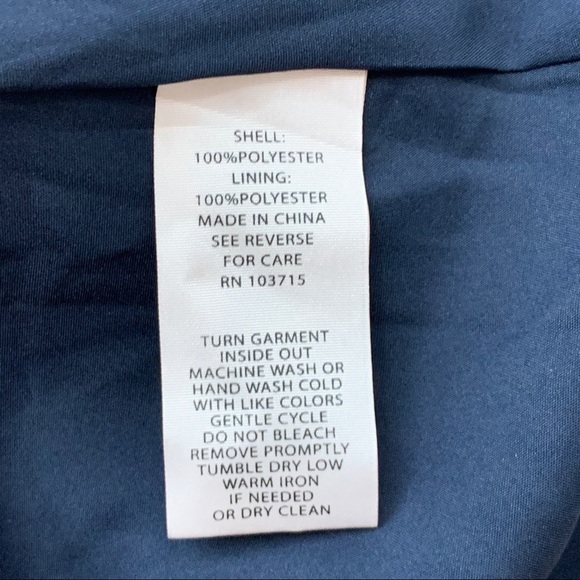 SHELL:
100%POLYESTER
LINING:
100%POLYESTER
MADE IN CHINA
SEE REVERSE
FOR CARE
RN 103715
TURN GARMENT
INSIDE OUT
MACHINE WASH OR
HAND WASH COLD
WITH LIKE COLORS
GENTLE CYCLE
DO NOT BLEACH
REMOVE PROMPTLY
TUMBLE DRY LOW
WARM IRON
IF NEEDED
OR DRY CLEAN